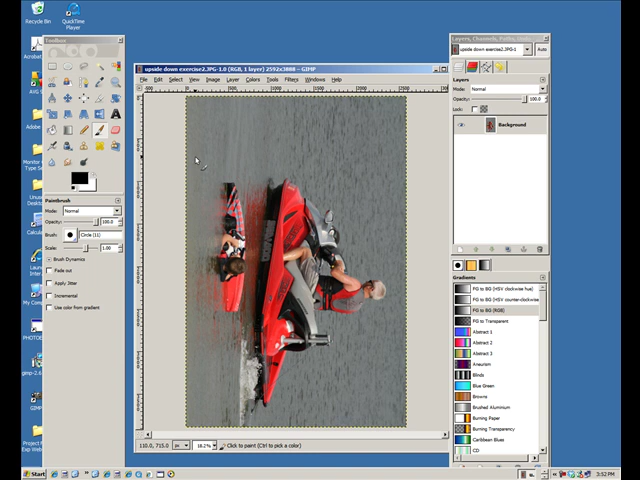 Recycle Bin
QuickTime Player
Toolbox
upside down exercise2.JPG-1.0 (RGB, 1 layer) 2592x3888 – GIMP
File Edit Select View Image Layer Colors Tools Filters Windows Help
Layers, Channels, Paths, Undo
upside down exercise2.JPG-1
Auto
Layers
Mode: Normal
Opacity: 100.0
Lock:
Background
Paintbrush
Mode: Normal
Opacity: 100.0
Brush: Circle (11)
Scale: 1.00
Brush Dynamics
Fade out
Apply Jitter
Incremental
Use color from gradient
Gradients
FG to BG (HSV clockwise hue)
FG to BG (HSV counter-clockwise
FG to BG (RGB)
FG to Transparent
Abstract 1
Abstract 2
Abstract 3
Aneurism
Blinds
Blue Green
Browns
Brushed Aluminium
Burning Paper
Burning Transparency
Caribbean Blues
CD
110.0, 715.0 px 18.2% Click to paint (Ctrl to pick a color)
Start
3:52 PM